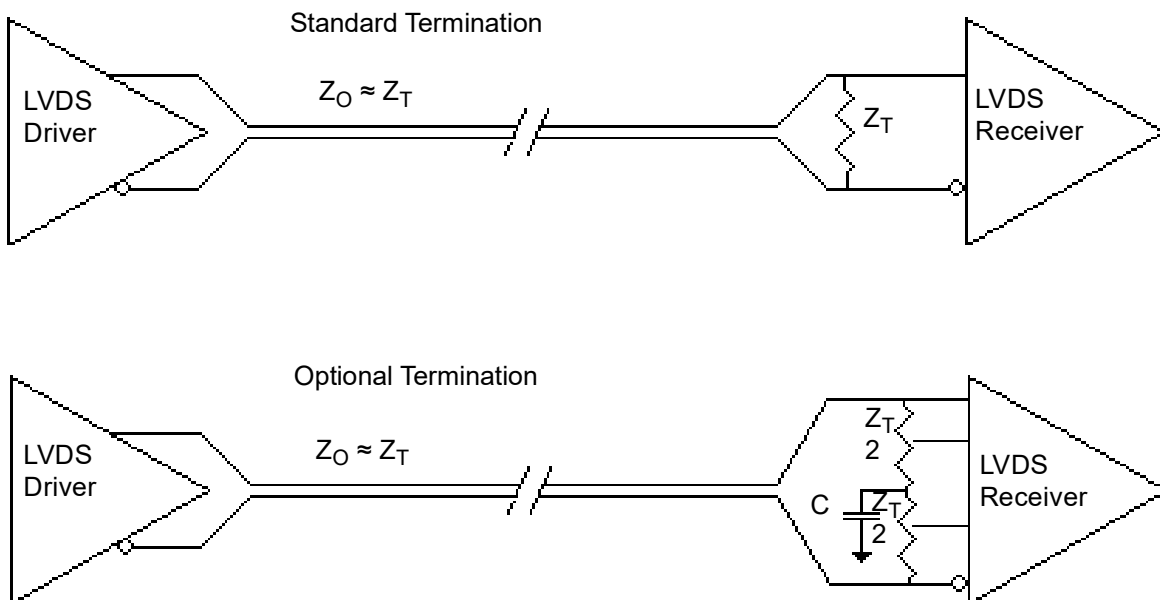 Standard Termination
LVDS
Driver
Z_O ≈ Z_T
Z_T
LVDS
Receiver
Optional Termination
LVDS
Driver
Z_O ≈ Z_T
Z_T
2
C
Z_T
2
LVDS
Receiver